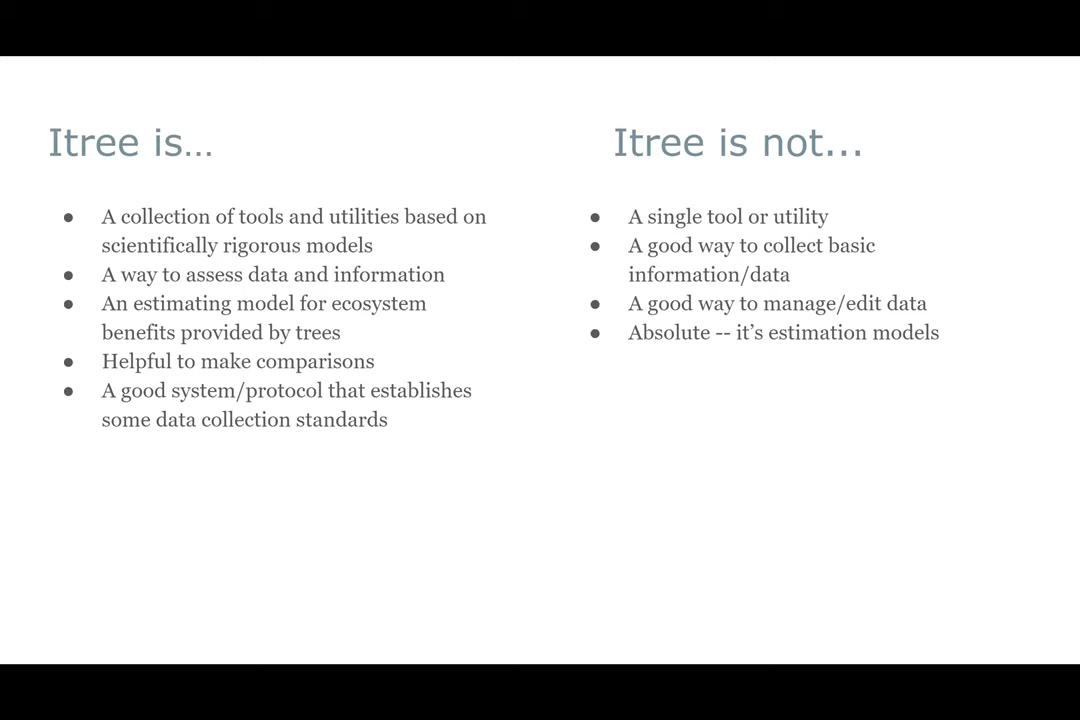 Itree is…
● A collection of tools and utilities based on
scientifically rigorous models
● A way to assess data and information
● An estimating model for ecosystem
benefits provided by trees
● Helpful to make comparisons
● A good system/protocol that establishes
some data collection standards
Itree is not...
● A single tool or utility
● A good way to collect basic
information/data
● A good way to manage/edit data
● Absolute -- it’s estimation models